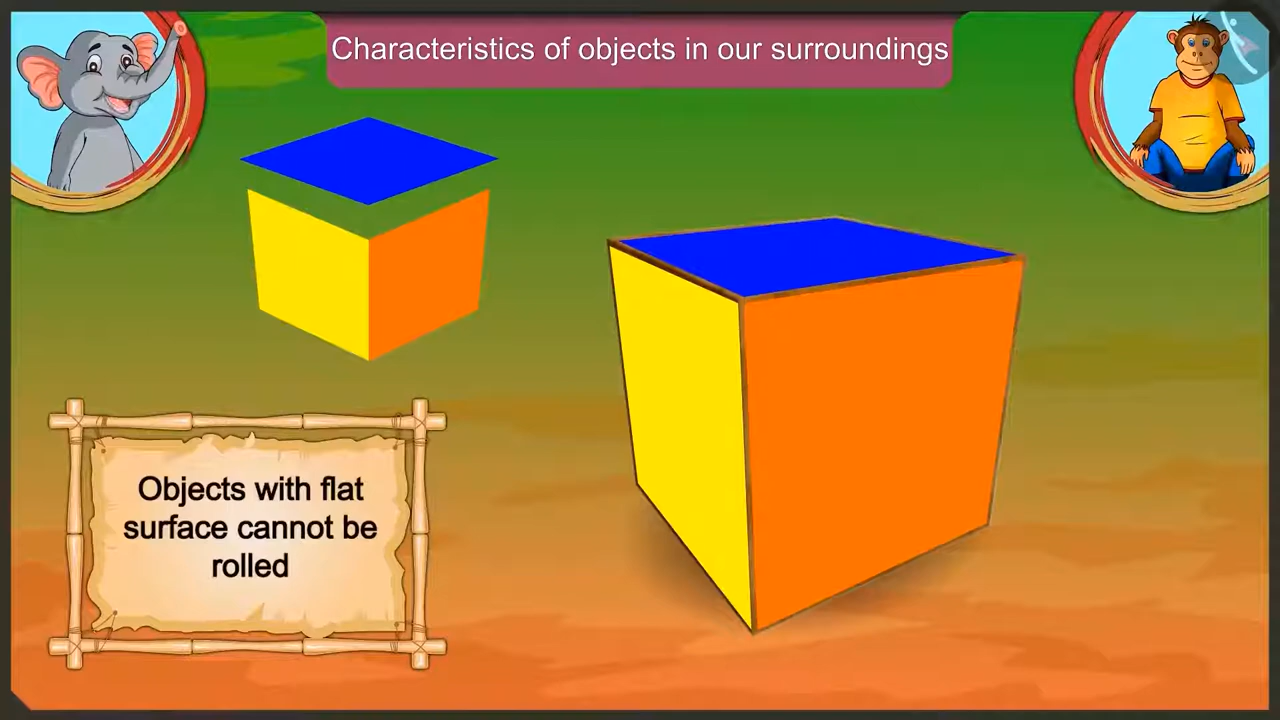 Characteristics of objects in our surroundings
Objects with flat
surface cannot be
rolled